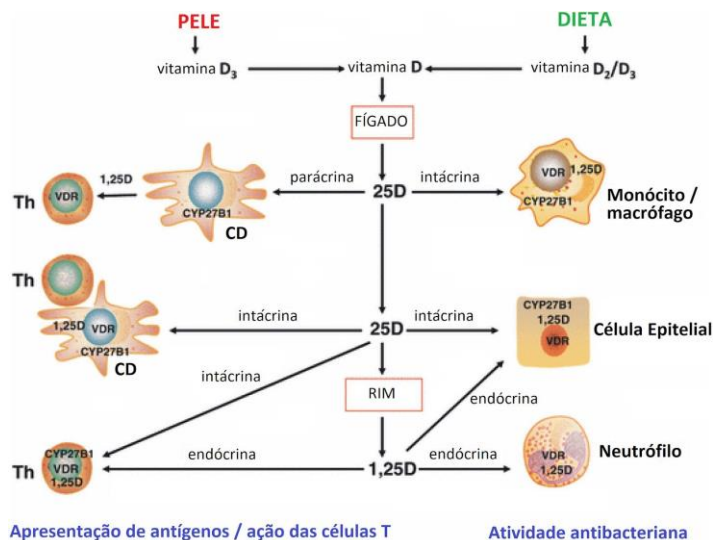 PELE
DIETA
vitamina D3
vitamina D
vitamina D2/D3
FÍGADO
1,25D
parácrina
25D
intácrina
VDR
1,25D
CYP27B1
Monócito /
macrófago
Th
VDR
CYP27B1
CD
Th
1,25D
VDR
CYP27B1
CD
intácrina
25D
intácrina
CYP27B1
1,25D
VDR
Célula Epitelial
intácrina
RIM
endócrina
Th
CYP27B1
VDR
1,25D
endócrina
1,25D
endócrina
VDR
1,25D
Neutrófilo
Apresentação de antígenos / ação das células T
Atividade antibacteriana